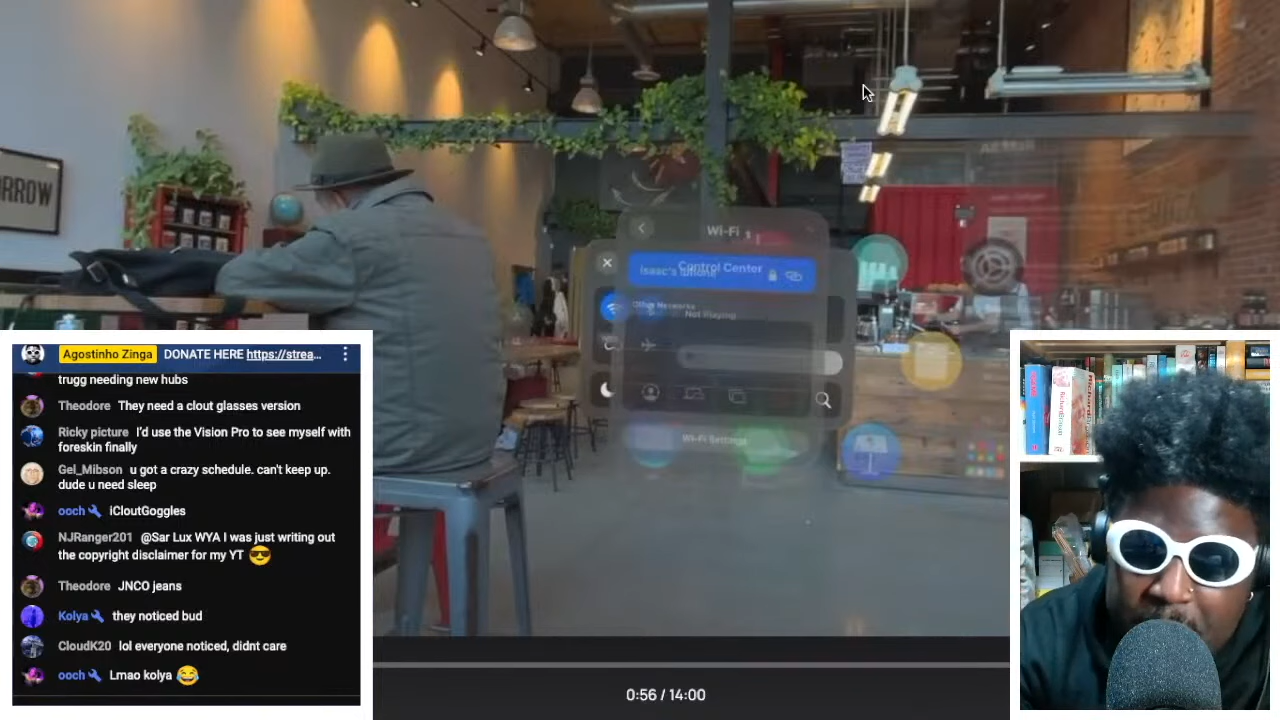 RROW
Wi-Fi
Control Center
Isaac's iPhone
Other Networks
Not Playing
Wi-Fi Settings
Agostinho Zinga DONATE HERE https://strea...
trugg needing new hubs
Theodore They need a clout glasses version
Ricky picture I'd use the Vision Pro to see myself with
foreskin finally
Gel_Mibson u got a crazy schedule. can't keep up.
dude u need sleep
ooch iCloutGoggles
NJRanger201 @Sar Lux WYA I was just writing out
the copyright disclaimer for my YT 😎
Theodore JNCO jeans
Kolya they noticed bud
CloudK20 lol everyone noticed, didnt care
ooch Lmao kolya 😂
0:56 / 14:00